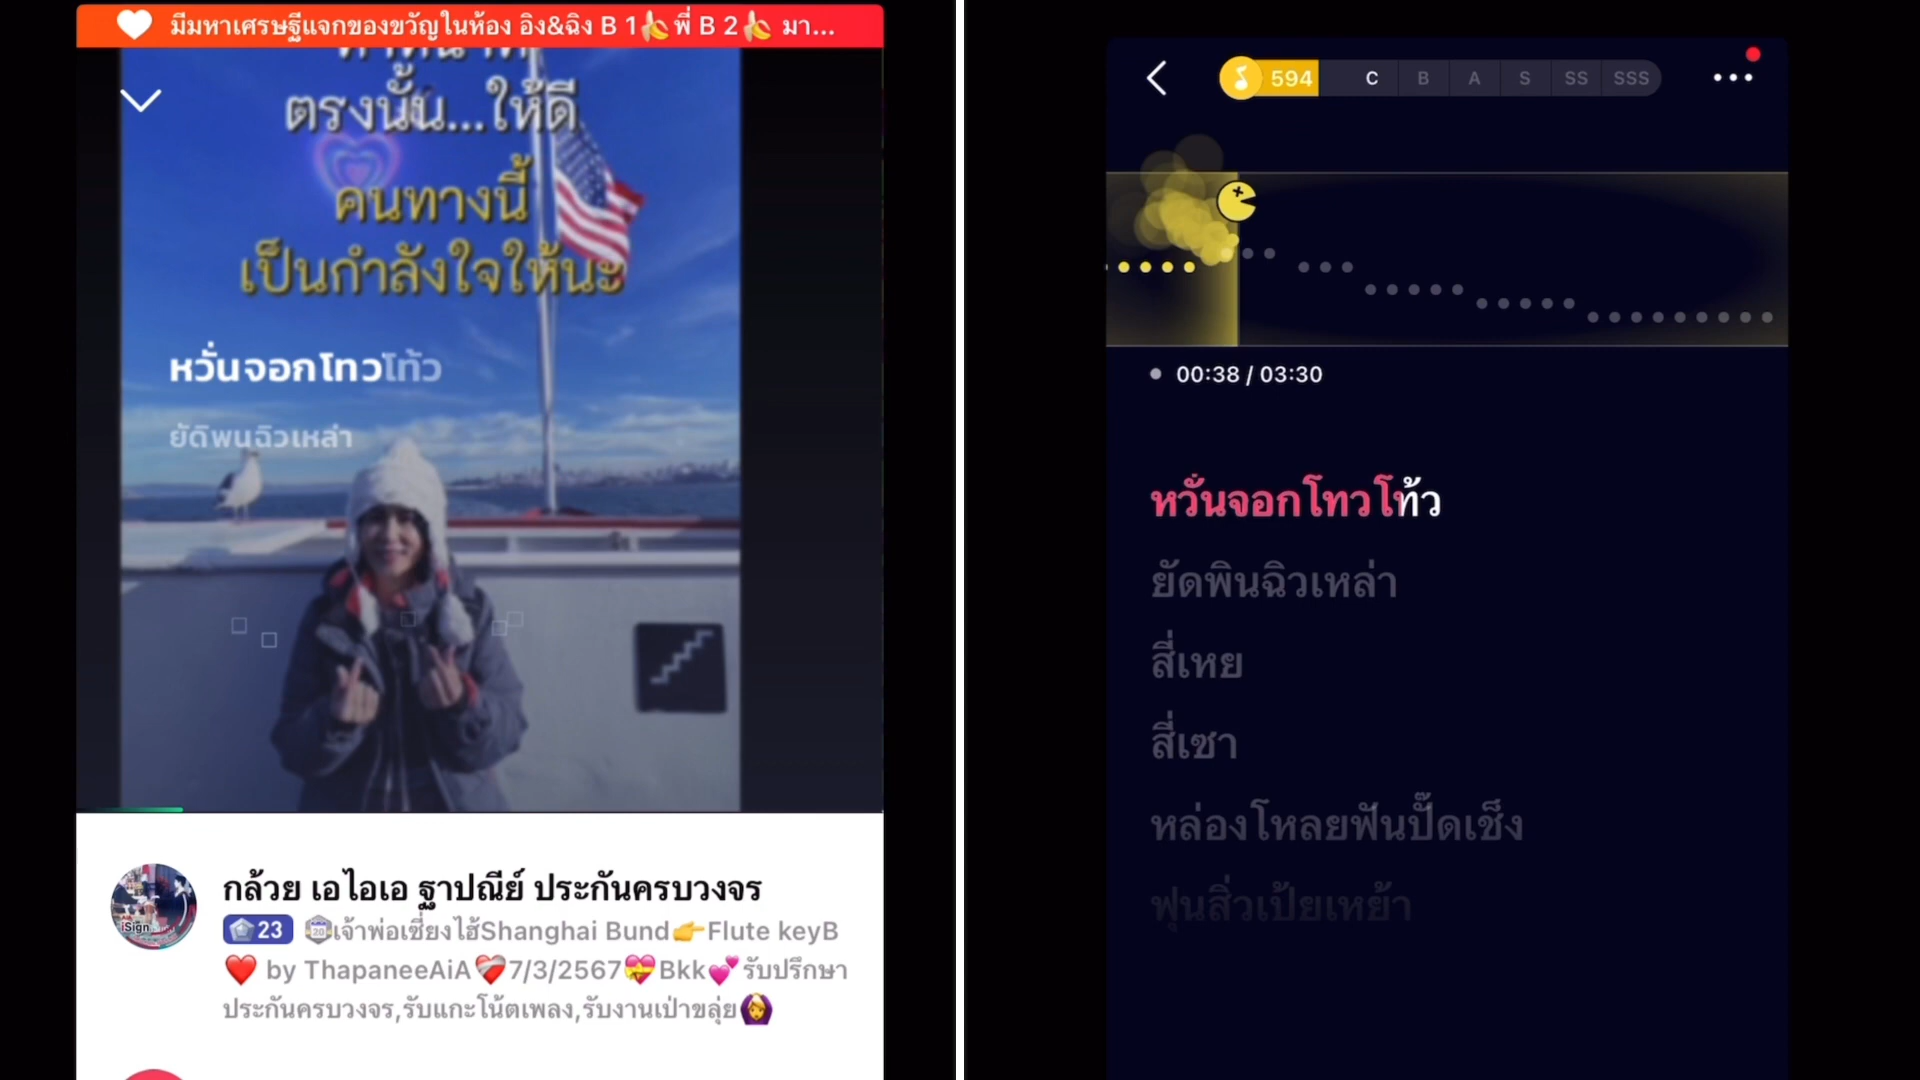 มีมหาเศรษฐีแจกของขวัญในห้อง อิง&ฉิง B 1🍌พี่ B 2🍌 มา...
ตรงนั้น...ให้ดี
คนทางนี้
เป็นกำลังใจให้นะ
หวั่นจอกโทวโท้ว
ยัดิพนฉิวเหล่า
iSign
กล้วย เอไอเอ ฐาปณีย์ ประกันครบวงจร
23 20 เจ้าพ่อเซี่ยงไฮ้Shanghai Bund👉Flute keyB
❤️ by ThapaneeAiA❤️‍🩹7/3/2567💝Bkk💕รับปรึกษา
ประกันครบวงจร,รับแกะโน้ตเพลง,รับงานเป่าขลุ่ย🙆
594 C B A S SS SSS
00:38 / 03:30
หวั่นจอกโทวโท้ว
ยัดพินฉิวเหล่า
สี่เหย
สี่เซา
หล่องโหลยฟันปั๊ดเช็ง
ฟุนสิ่วเป้ยเหย้า